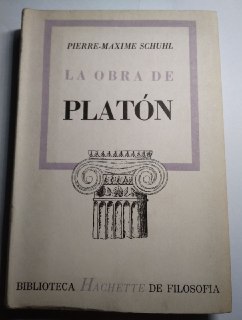 PIERRE-MAXIME SCHUHL
LA OBRA DE
PLATÓN
BIBLIOTECA HACHETTE DE FILOSOFIA